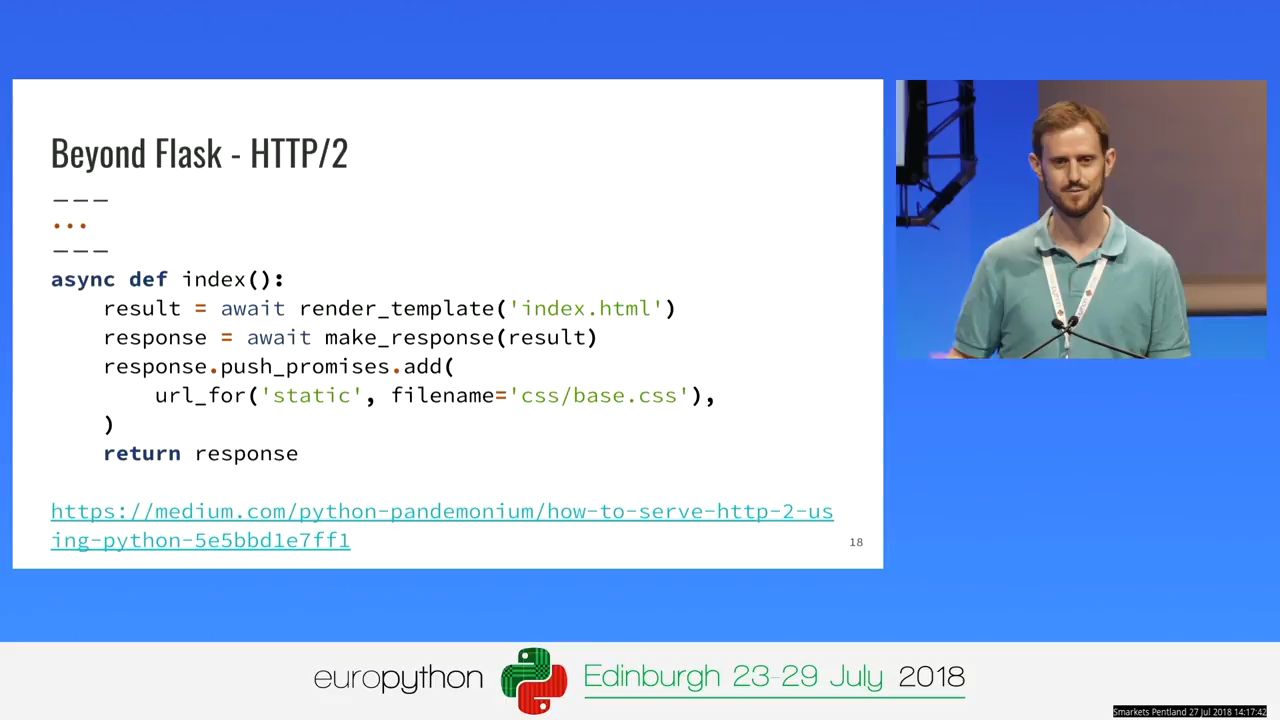 Beyond Flask - HTTP/2
---
...
---
async def index():
    result = await render_template('index.html')
    response = await make_response(result)
    response.push_promises.add(
        url_for('static', filename='css/base.css'),
    )
    return response
https://medium.com/python-pandemonium/how-to-serve-http-2-us
ing-python-5e5bbd1e7ff1
18
europython Edinburgh 23-29 July 2018
Smarkets Pentland 27 Jul 2018 14:17:42